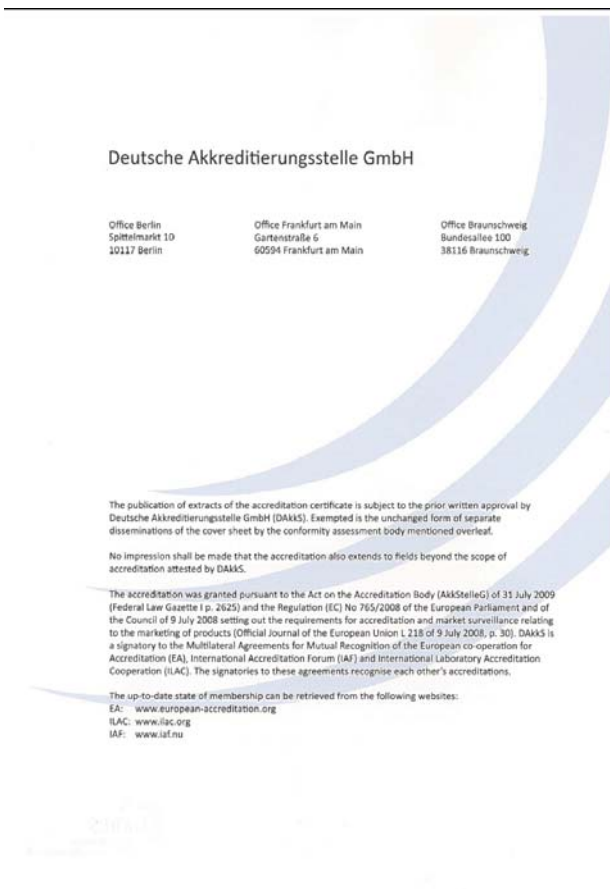 Deutsche Akkreditierungsstelle GmbH
Office Berlin
Spittelmarkt 10
10117 Berlin
Office Frankfurt am Main
Gartenstraße 6
60594 Frankfurt am Main
Office Braunschweig
Bundesallee 100
38116 Braunschweig
The publication of extracts of the accreditation certificate is subject to the prior written approval by
Deutsche Akkreditierungsstelle GmbH (DAkkS). Exempted is the unchanged form of separate
disseminations of the cover sheet by the conformity assessment body mentioned overleaf.
No impression shall be made that the accreditation also extends to fields beyond the scope of
accreditation attested by DAkkS.
The accreditation was granted pursuant to the Act on the Accreditation Body (AkkStelleG) of 31 July 2009
(Federal Law Gazette I p. 2625) and the Regulation (EC) No 765/2008 of the European Parliament and of
the Council of 9 July 2008 setting out the requirements for accreditation and market surveillance relating
to the marketing of products (Official Journal of the European Union L 218 of 9 July 2008, p. 30). DAkkS is
a signatory to the Multilateral Agreements for Mutual Recognition of the European co-operation for
Accreditation (EA), International Accreditation Forum (IAF) and International Laboratory Accreditation
Cooperation (ILAC). The signatories to these agreements recognise each other's accreditations.
The up-to-date state of membership can be retrieved from the following websites:
EA: www.european-accreditation.org
ILAC: www.ilac.org
IAF: www.iaf.nu